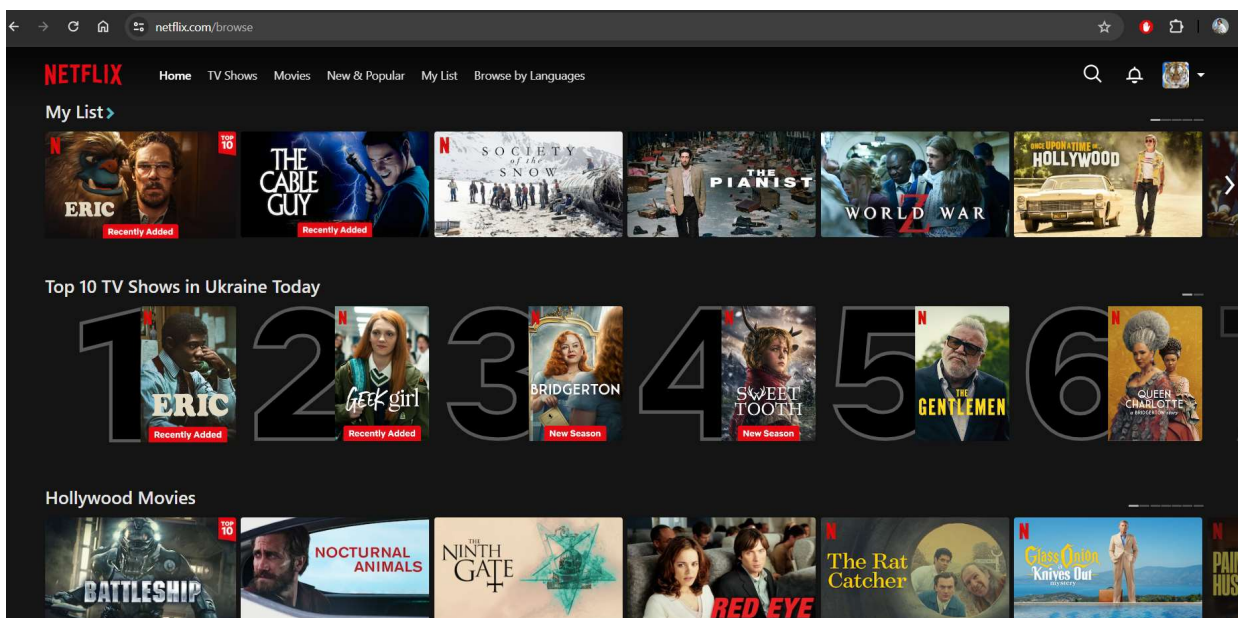 netflix.com/browse
NETFLIX Home TV Shows Movies New & Popular My List Browse by Languages
My List
N ERIC TOP 10 Recently Added
THE CABLE GUY Recently Added
N SOCIETY of the SNOW
THE PIANIST
WORLD WAR Z
ONCE UPON A TIME IN... HOLLYWOOD
Top 10 TV Shows in Ukraine Today
1 N ERIC Recently Added
2 N GEEK girl Recently Added
3 N BRIDGERTON New Season
4 N SWEET TOOTH New Season
5 N THE GENTLEMEN
6 N QUEEN CHARLOTTE a BRIDGERTON story
Hollywood Movies
BATTLESHIP TOP 10
NOCTURNAL ANIMALS
THE NINTH GATE
RED EYE
N The Rat Catcher
N Glass Onion A Knives Out mystery
N